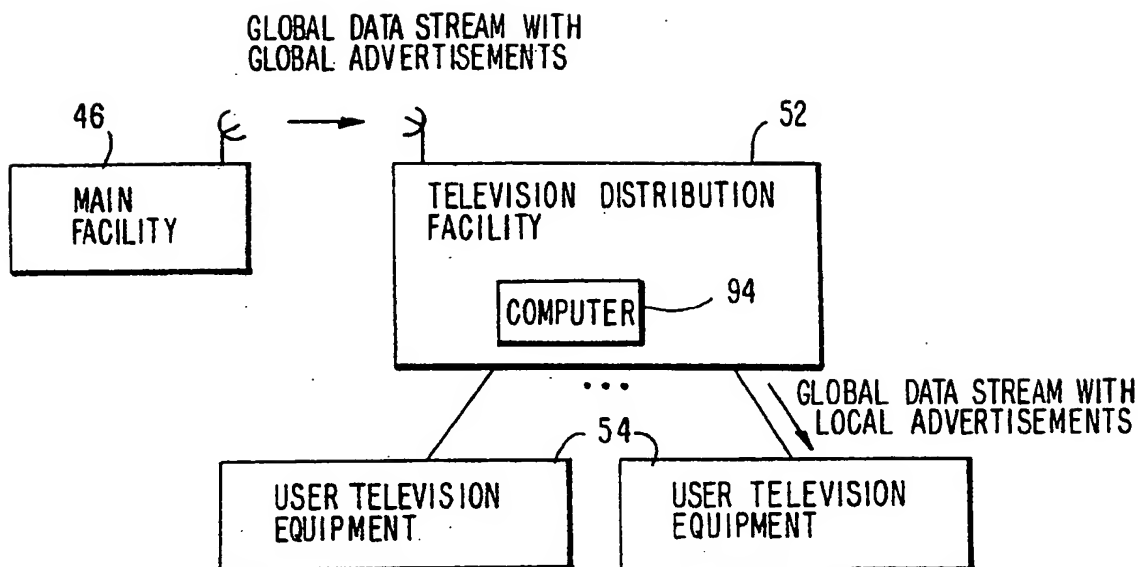 GLOBAL DATA STREAM WITH
GLOBAL ADVERTISEMENTS
46
52
MAIN
FACILITY
TELEVISION DISTRIBUTION
FACILITY
COMPUTER
94
...
GLOBAL DATA STREAM WITH
LOCAL ADVERTISEMENTS
54
USER TELEVISION
EQUIPMENT
USER TELEVISION
EQUIPMENT